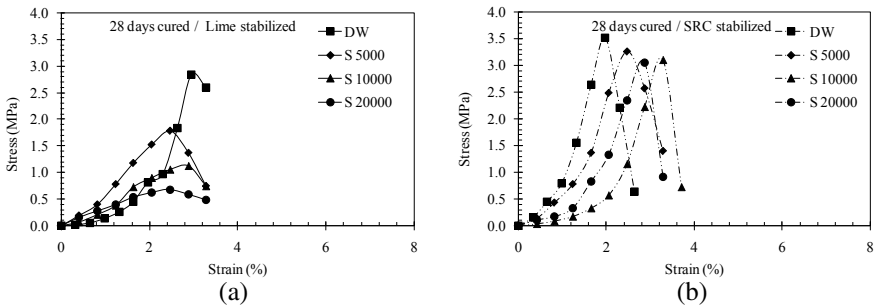 28 days cured / Lime stabilized
DW
S 5000
S 10000
S 20000
Stress (MPa)
4.0
3.5
3.0
2.5
2.0
1.5
1.0
0.5
0.0
0
2
4
6
8
Strain (%)
(a)
28 days cured / SRC stabilized
DW
S 5000
S 10000
S 20000
Stress (MPa)
4.0
3.5
3.0
2.5
2.0
1.5
1.0
0.5
0.0
0
2
4
6
8
Strain (%)
(b)